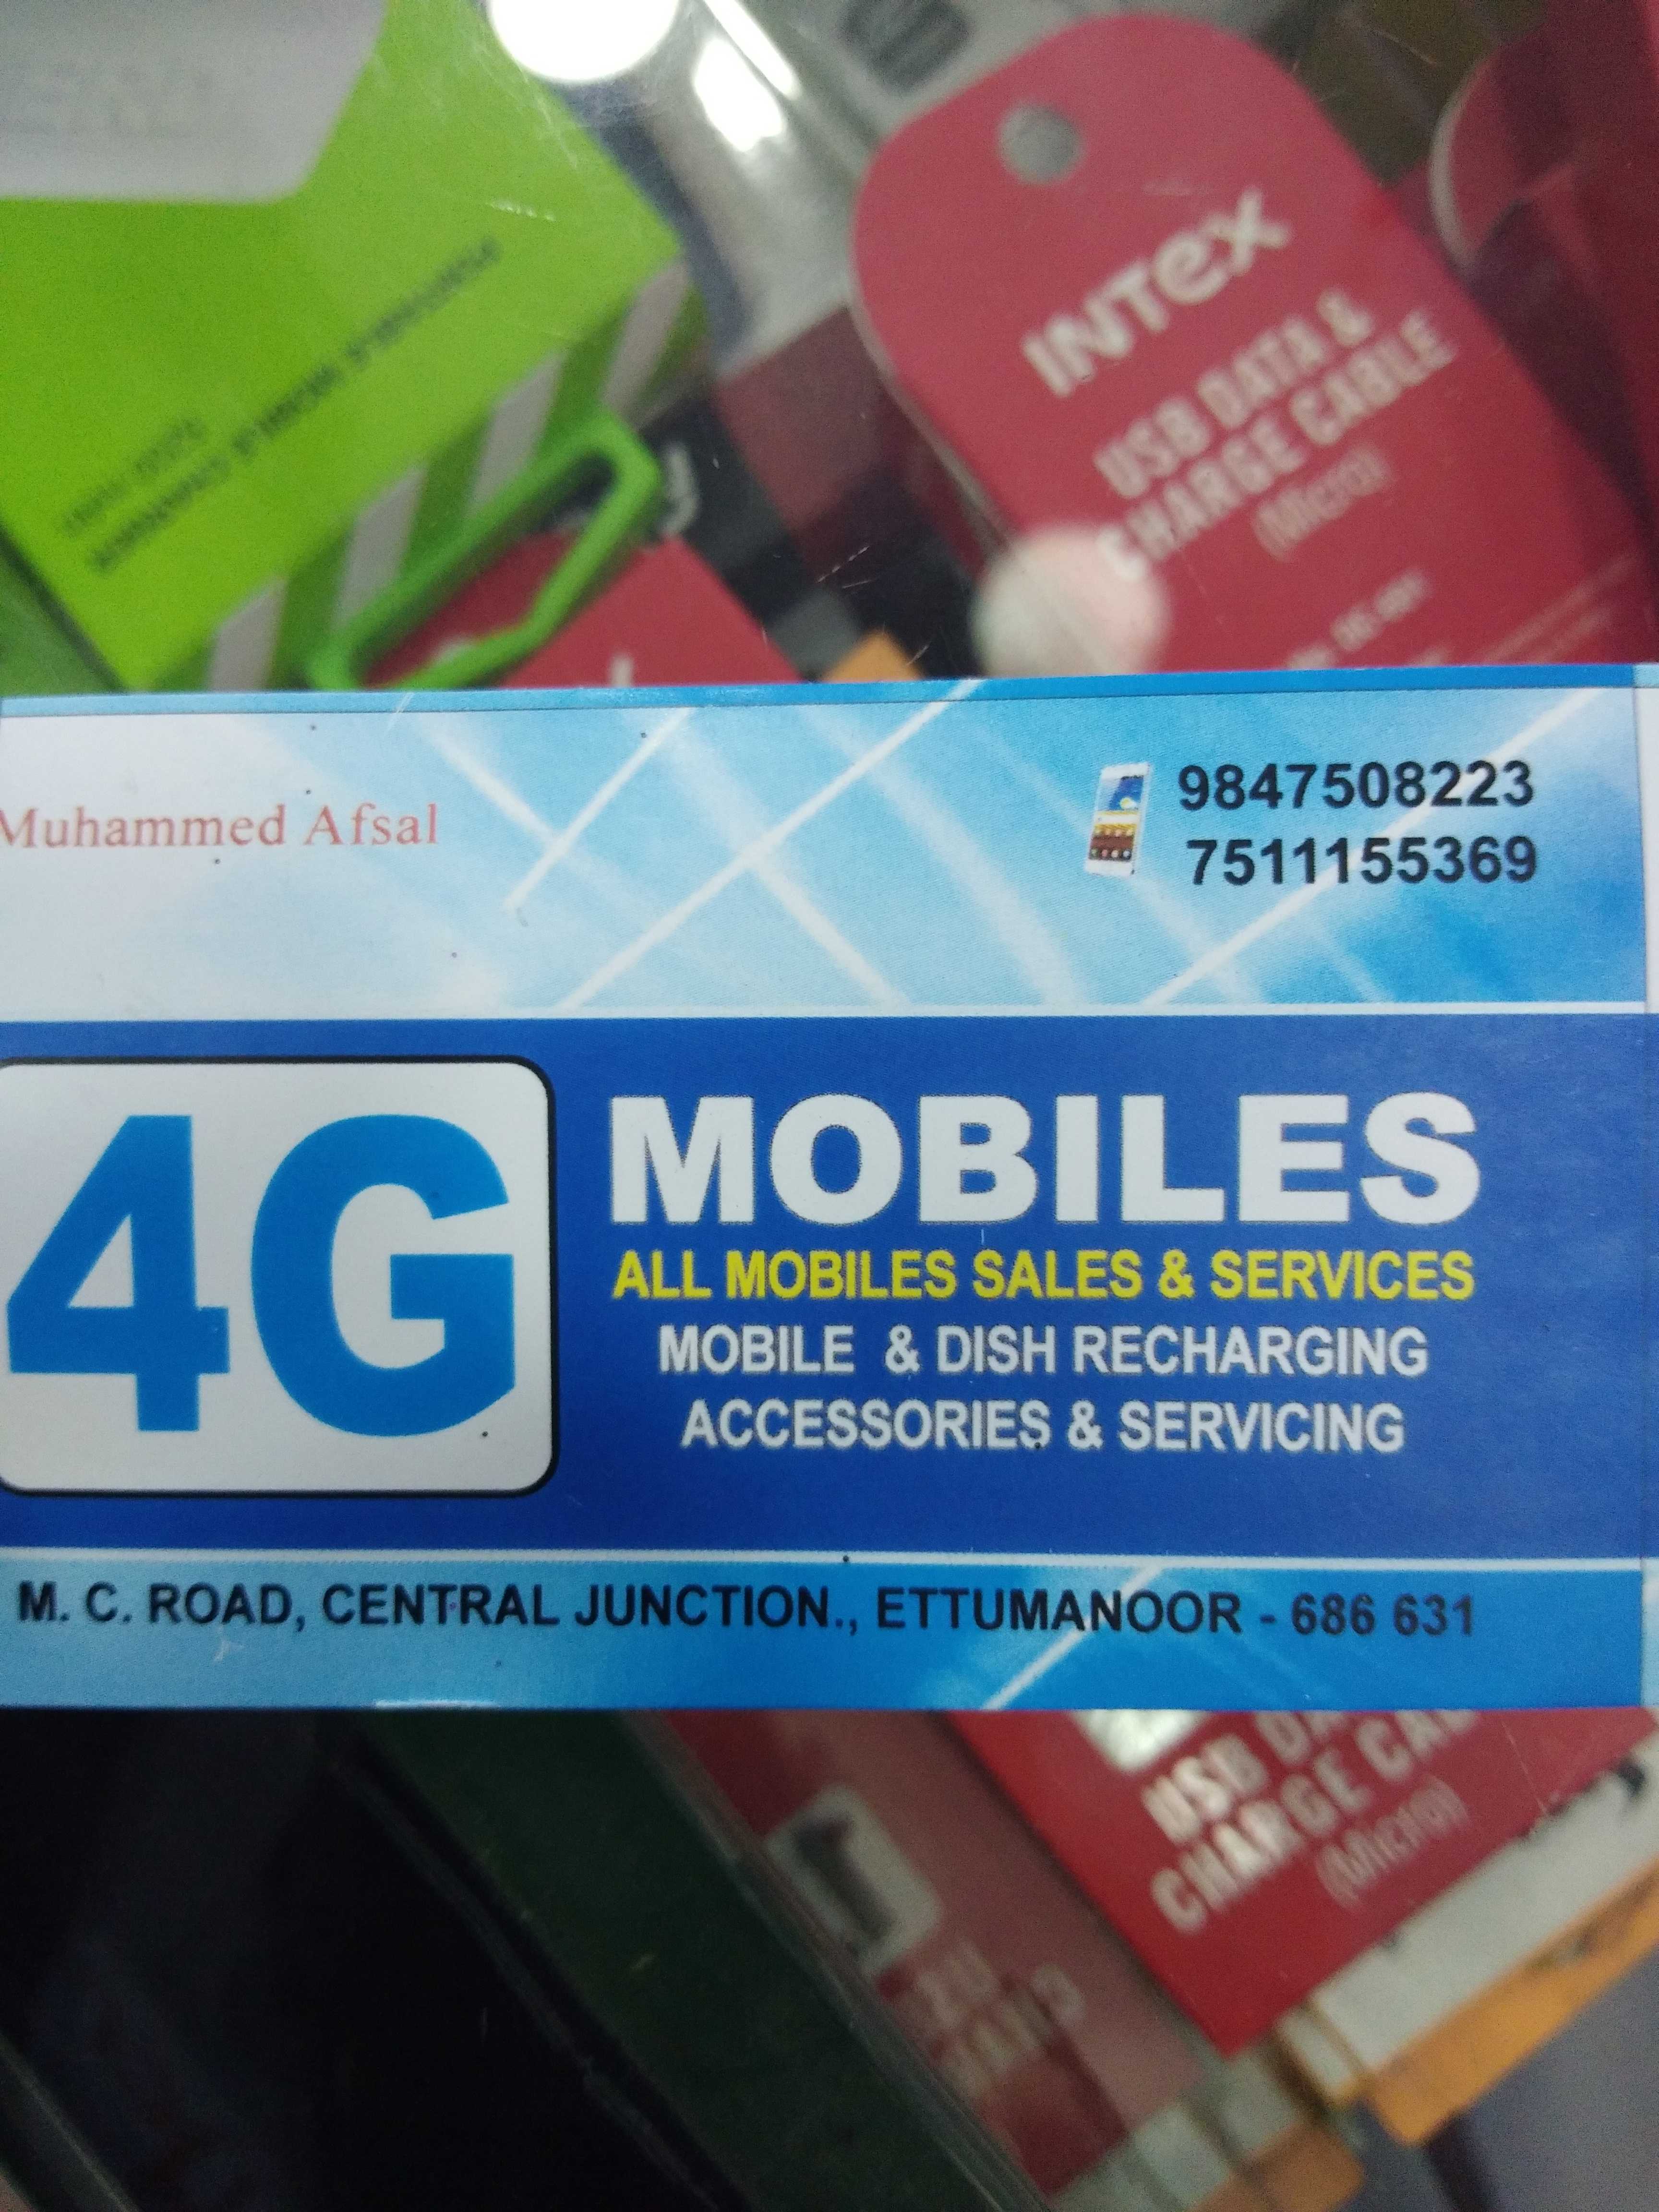 INTEX
USB DATA &
CHARGE CABLE
(Micro)
Muhammed Afsal
9847508223
7511155369
4G
MOBILES
ALL MOBILES SALES & SERVICES
MOBILE & DISH RECHARGING
ACCESSORIES & SERVICING
M. C. ROAD, CENTRAL JUNCTION., ETTUMANOOR - 686 631
USB DA
CHARGE CAB
(Micro)